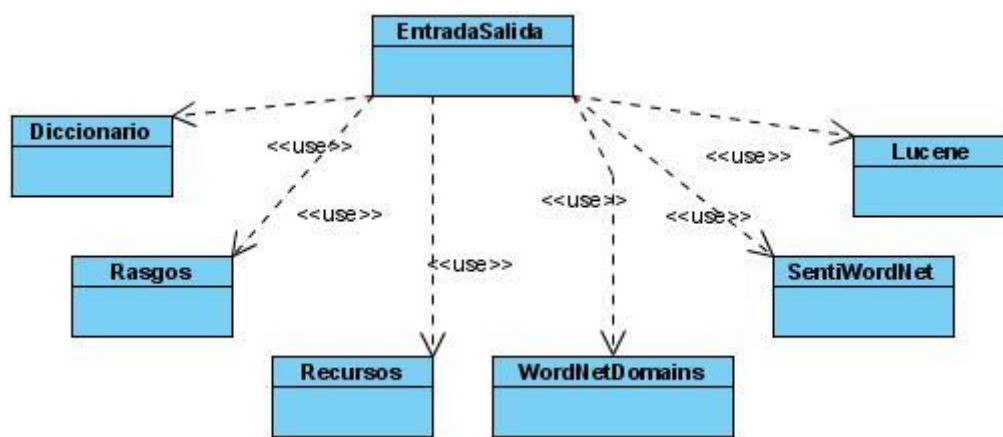 EntradaSalida
Diccionario
<<use>>
<<use>>
Lucene
<<use>>
<<use>>
<<use>>
Rasgos
<<use>>
SentiWordNet
Recursos
WordNetDomains